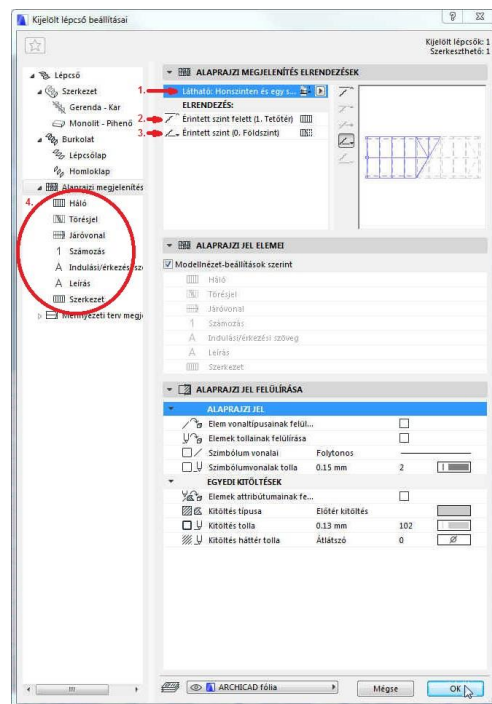 Kijelölt lépcső beállításai
Kijelölt lépcsők: 1
Szerkeszthető: 1
Lépcső
Szerkezet
Gerenda - Kar
Monolit - Pihenő
Burkolat
Lépcsőlap
Homloklap
Alaprajzi megjelenítés
4.
Háló
Törésjel
Járóvonal
1 Számozás
A Indulási/érkezési szö
A Leírás
Szerkezet
Mennyezeti terv megj
ALAPRAJZI MEGJELENÍTÉS ELRENDEZÉSEK
1. Látható: Honszinten és egy s...
ELRENDEZÉS:
2. Érintett szint felett (1. Tetőtér)
3. Érintett szint (0. Földszint)
ALAPRAJZI JEL ELEMEI
Modellnézet-beállítások szerint
Háló
Törésjel
Járóvonal
1 Számozás
A Indulási/érkezési szöveg
A Leírás
Szerkezet
ALAPRAJZI JEL FELÜLÍRÁSA
ALAPRAJZI JEL
Elem vonaltípusainak felül...
Elemek tollainak felülírása
Szimbólum vonalai Folytonos
Szimbólumvonalak tolla 0.15 mm 2
EGYEDI KITÖLTÉSEK
Elemek attribútumainak fe...
Kitöltés típusa Előtér kitöltés
Kitöltés tolla 0.13 mm 102
Kitöltés háttér tolla Átlátszó 0
ARCHICAD fólia
Mégse
OK